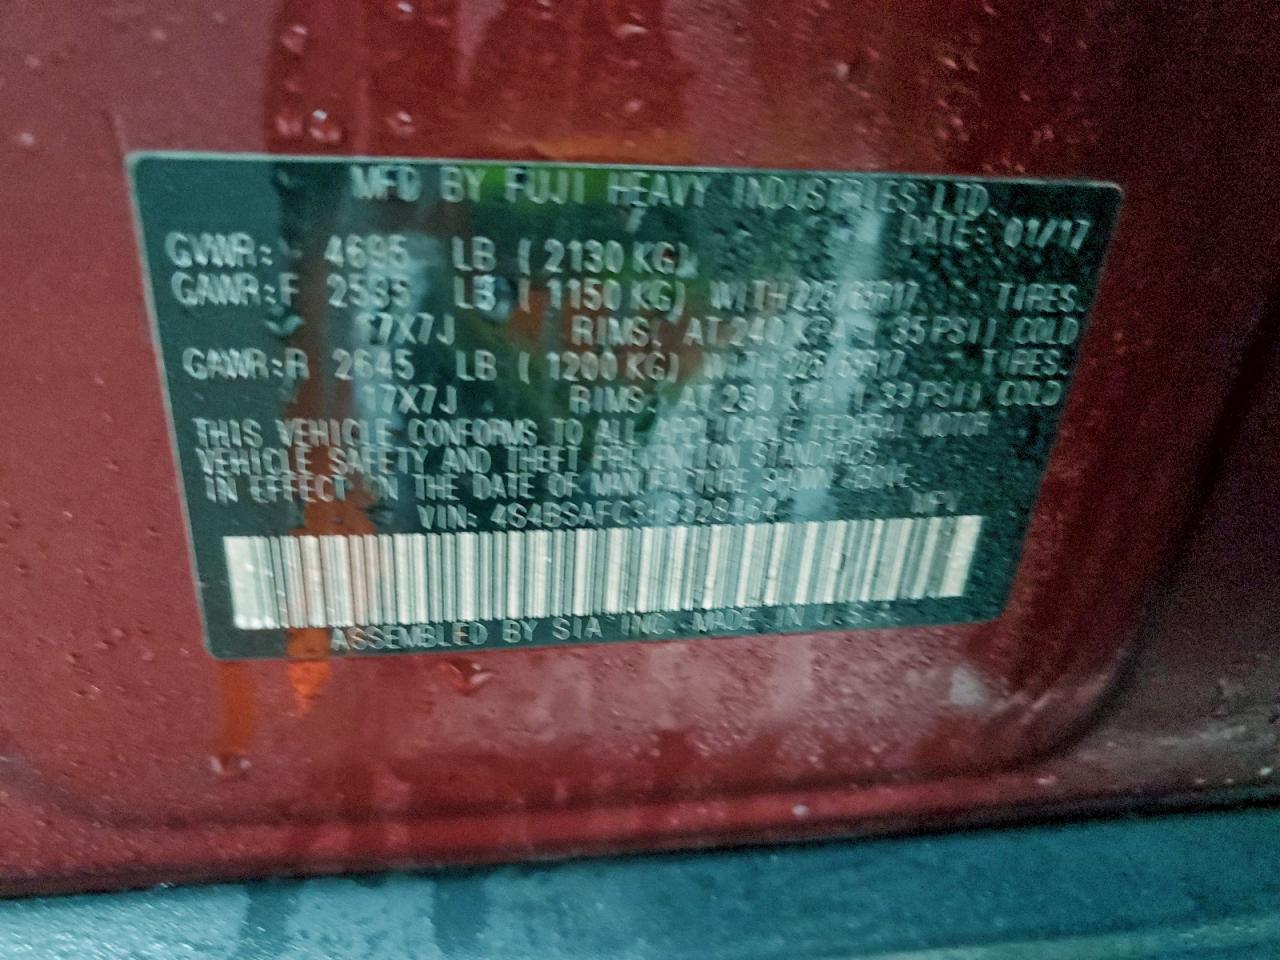 MFD BY FUJI HEAVY INDUSTRIES LTD.
DATE: 01/17
GVWR: 4695 LB ( 2130 KG)
GAWR:F 2535 LB ( 1150 KG) WITH 225/65R17 TIRES.
17X7J RIMS. AT 240 KPA ( 35 PSI) COLD
GAWR:R 2645 LB ( 1200 KG) WITH 225/65R17 TIRES.
17X7J RIMS. AT 230 KPA ( 33 PSI) COLD
THIS VEHICLE CONFORMS TO ALL APPLICABLE FEDERAL MOTOR
VEHICLE SAFETY AND THEFT PREVENTION STANDARDS
IN EFFECT ON THE DATE OF MANUFACTURE SHOWN ABOVE.
VIN: MPV
ASSEMBLED BY SIA INC. MADE IN U.S.A.